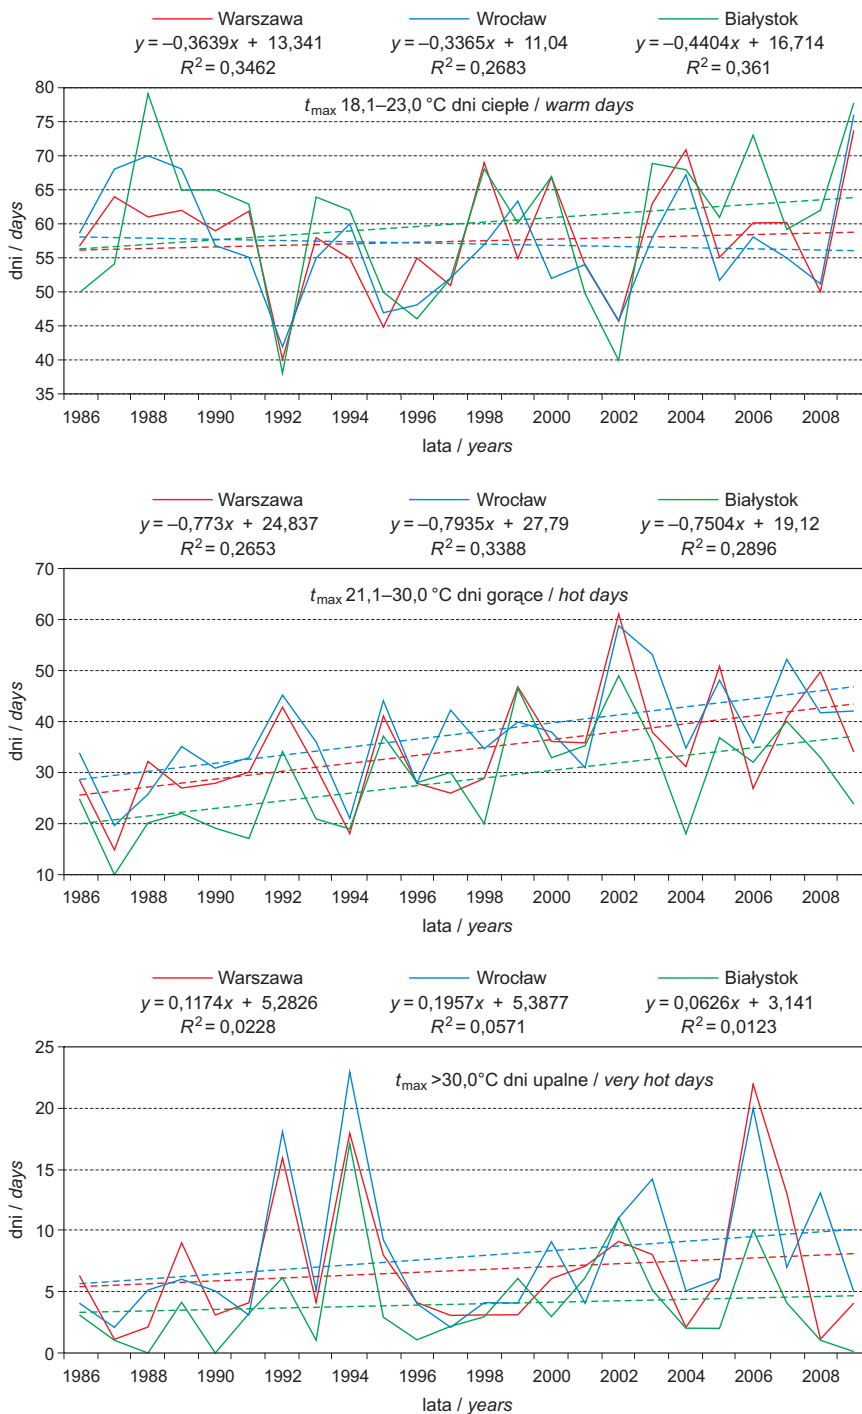 Warszawa Wrocław Białystok
y = –0,3639x + 13,341 y = –0,3365x + 11,04 y = –0,4404x + 16,714
R² = 0,3462 R² = 0,2683 R² = 0,361
80
t max 18,1–23,0 °C dni ciepłe / warm days
75
70
65
60
55
50
45
40
35
dni / days
1986 1988 1990 1992 1994 1996 1998 2000 2002 2004 2006 2008
lata / years
Warszawa Wrocław Białystok
y = –0,773x + 24,837 y = –0,7935x + 27,79 y = –0,7504x + 19,12
R² = 0,2653 R² = 0,3388 R² = 0,2896
70
t max 21,1–30,0 °C dni gorące / hot days
60
50
40
30
20
10
dni / days
1986 1988 1990 1992 1994 1996 1998 2000 2002 2004 2006 2008
lata / years
Warszawa Wrocław Białystok
y = 0,1174x + 5,2826 y = 0,1957x + 5,3877 y = 0,0626x + 3,141
R² = 0,0228 R² = 0,0571 R² = 0,0123
25
t max >30,0°C dni upalne / very hot days
20
15
10
5
0
dni / days
1986 1988 1990 1992 1994 1996 1998 2000 2002 2004 2006 2008
lata / years